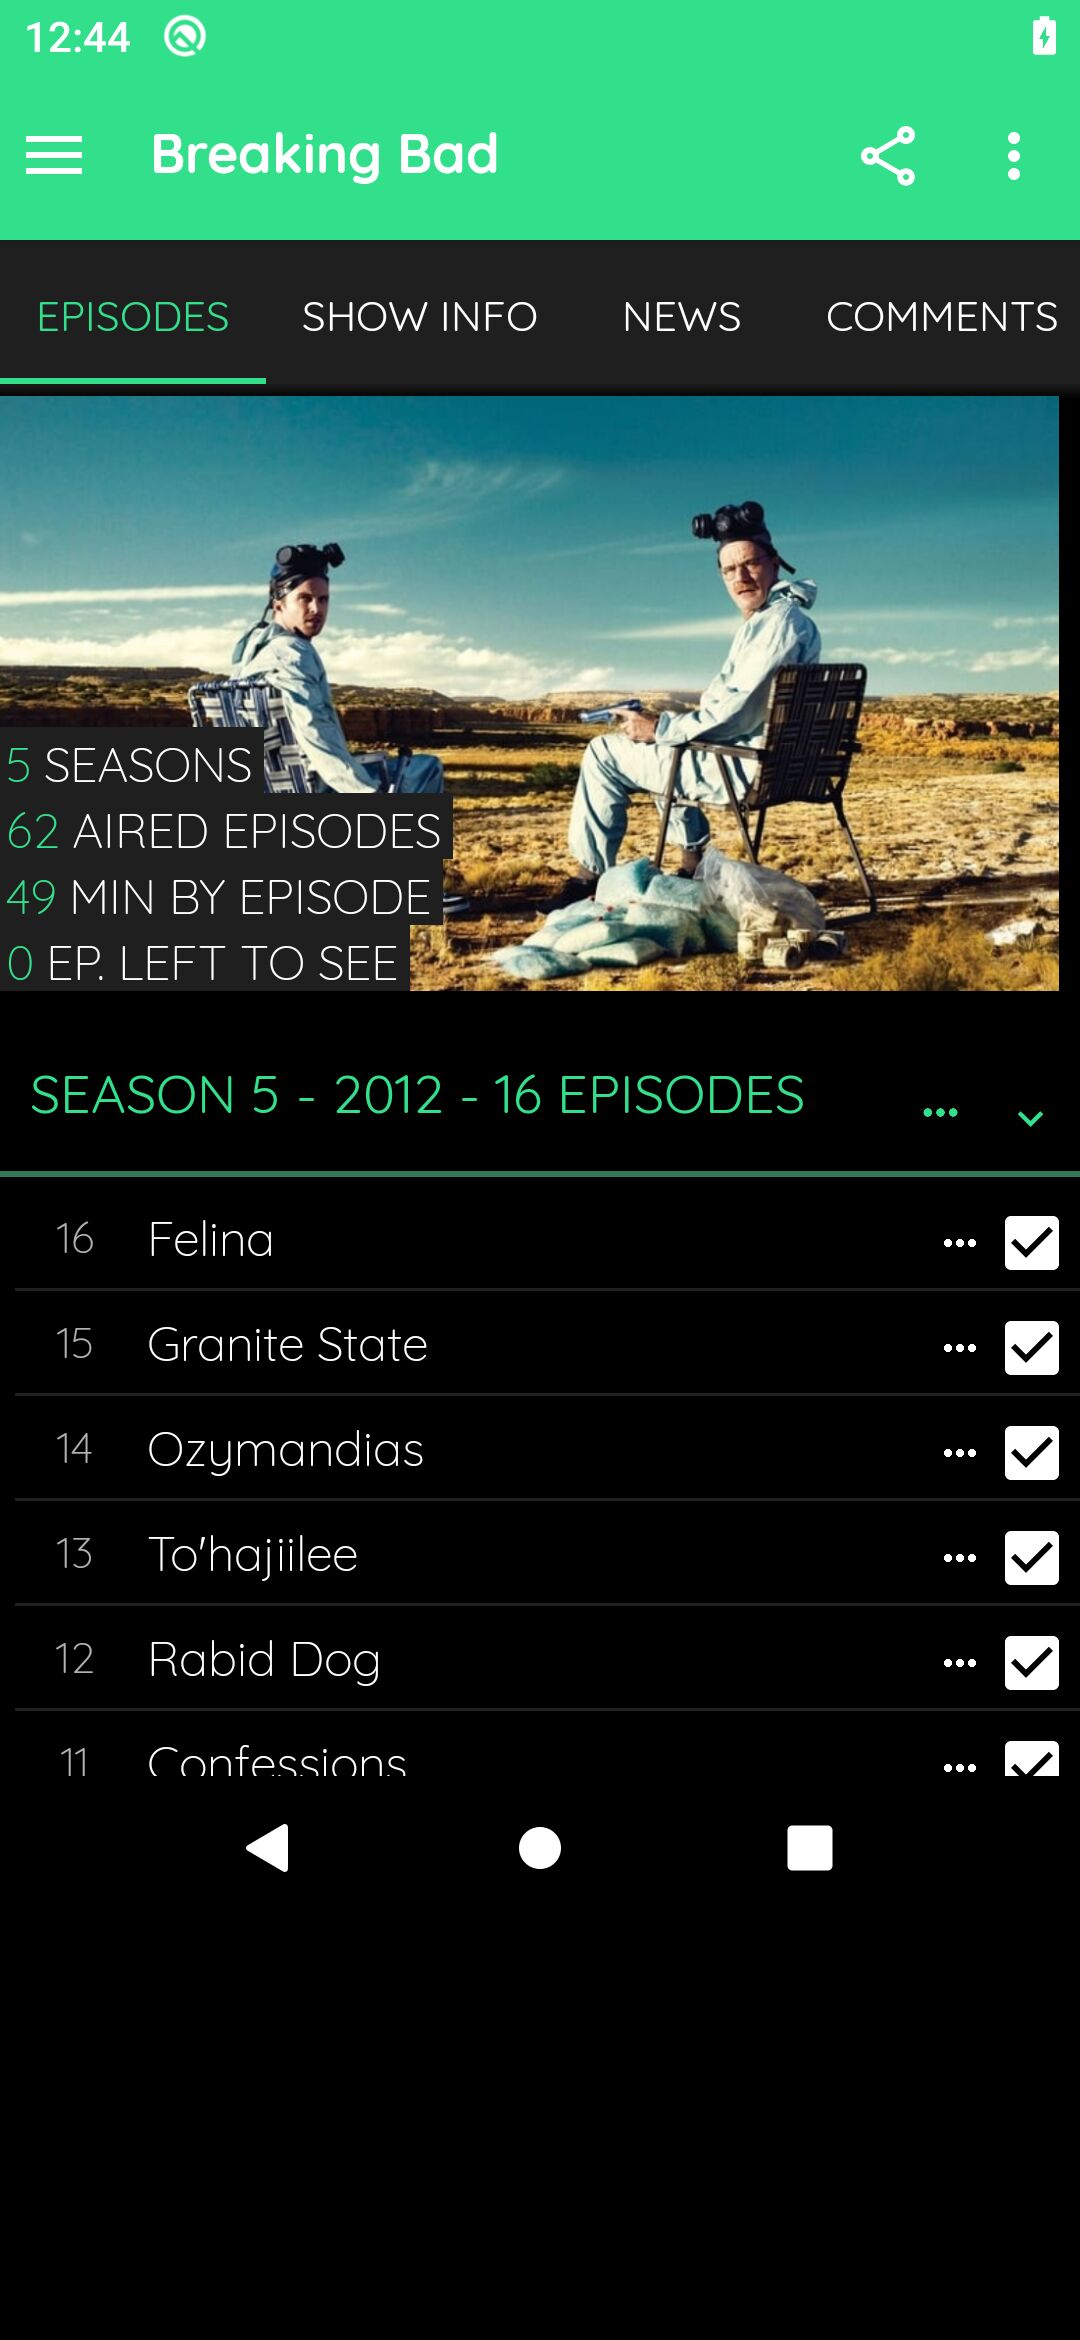 12:44
Breaking Bad
EPISODES SHOW INFO NEWS COMMENTS
5 SEASONS
62 AIRED EPISODES
49 MIN BY EPISODE
0 EP. LEFT TO SEE
SEASON 5 - 2012 - 16 EPISODES
16 Felina
15 Granite State
14 Ozymandias
13 To'hajiilee
12 Rabid Dog
11 Confessions